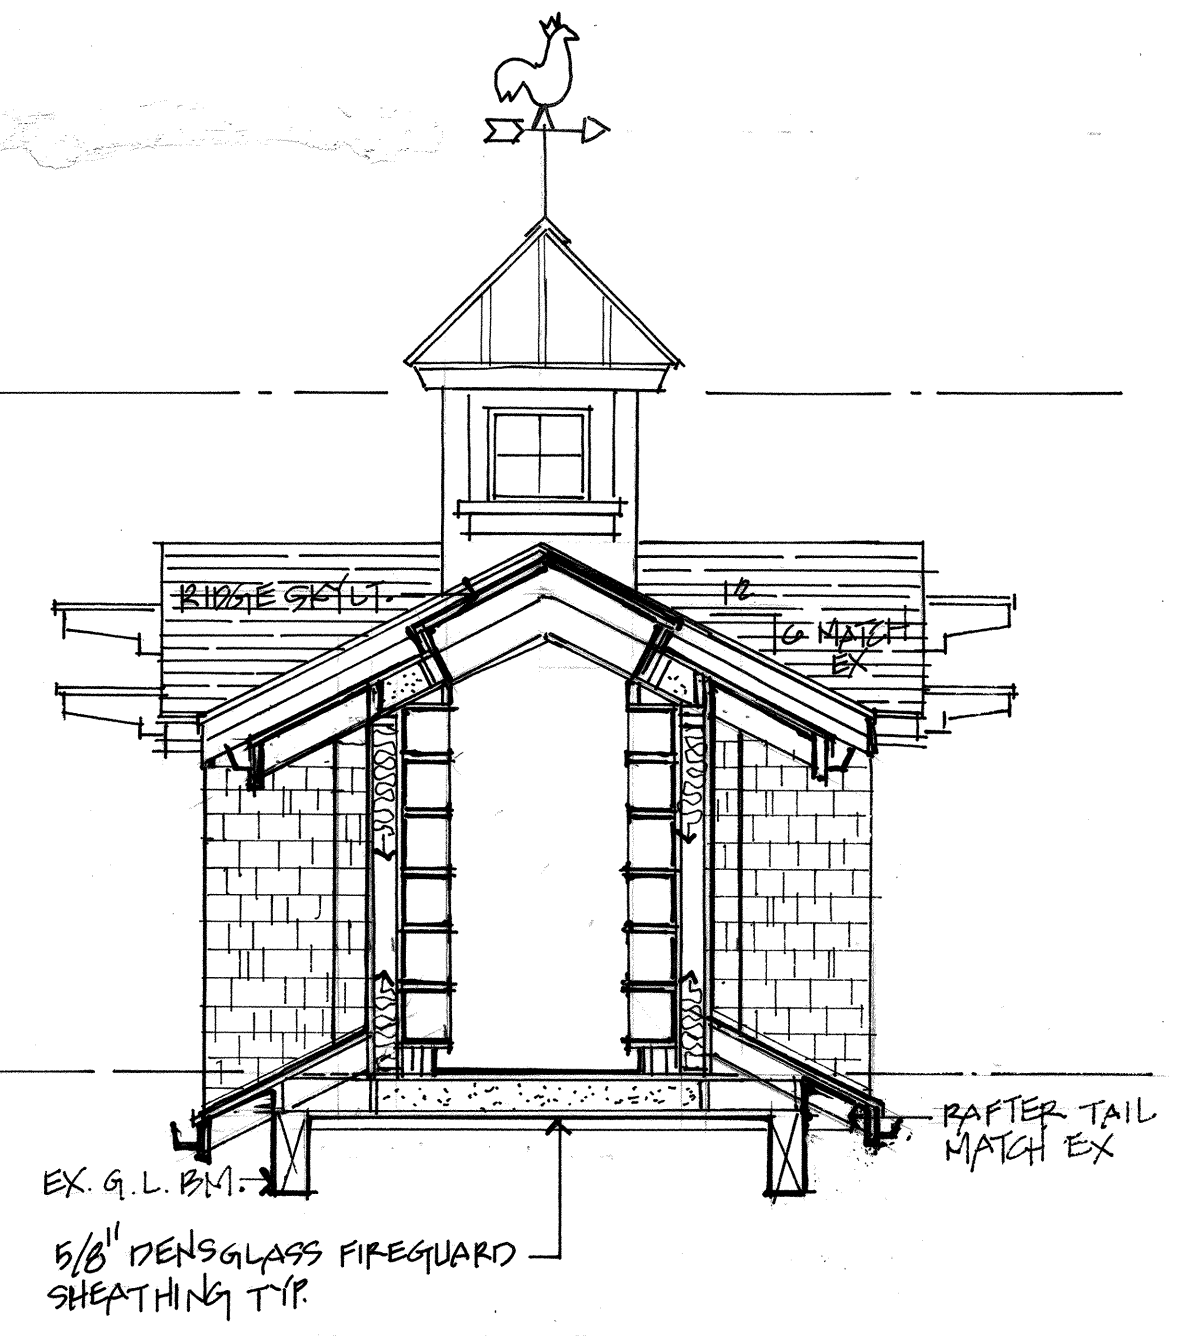 RIDGE SKYLT.
12
6 MATCH
EX
RAFTER TAIL
MATCH EX
EX. G.L. BM.
5/8" DENSGLASS FIREGUARD
SHEATHING TYP.